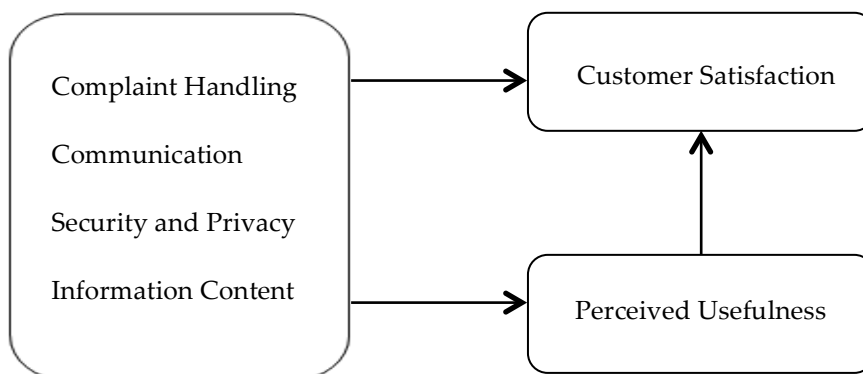 Complaint Handling
Communication
Security and Privacy
Information Content
Customer Satisfaction
Perceived Usefulness